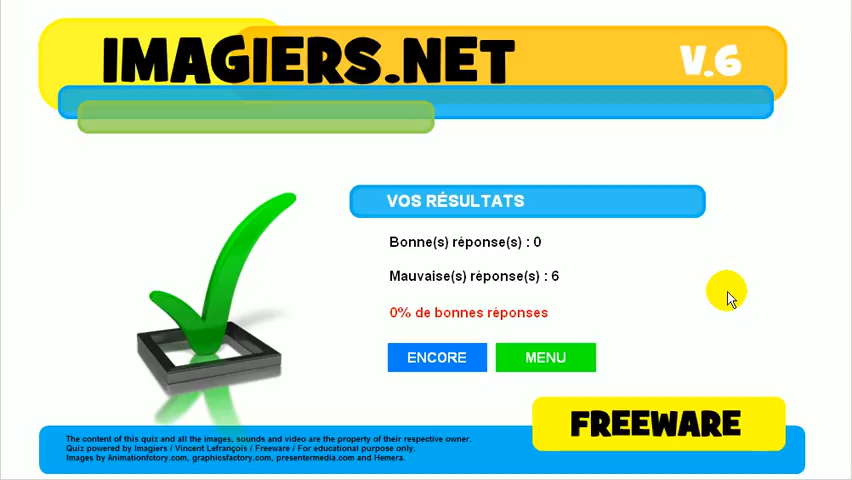 IMAGIERS.NET
V.6
VOS RÉSULTATS
Bonne(s) réponse(s) : 0
Mauvaise(s) réponse(s) : 6
0% de bonnes réponses
ENCORE
MENU
FREEWARE
The content of this quiz and all the images, sounds and video are the property of their respective owner.
Quiz powered by Imagiers / Vincent Lefrançois / Freeware / For educational purpose only.
Images by Animationfctory.com, graphicsfactory.com, presentermedia.com and Hemera.